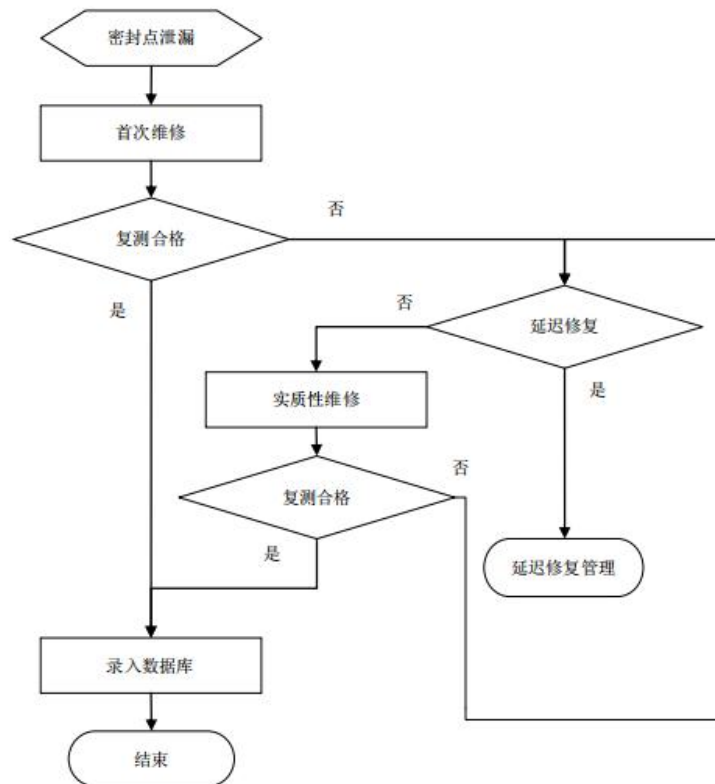 密封点泄漏
首次维修
否
复测合格
是
否
延迟修复
实质性维修
是
否
复测合格
是
延迟修复管理
录入数据库
结束